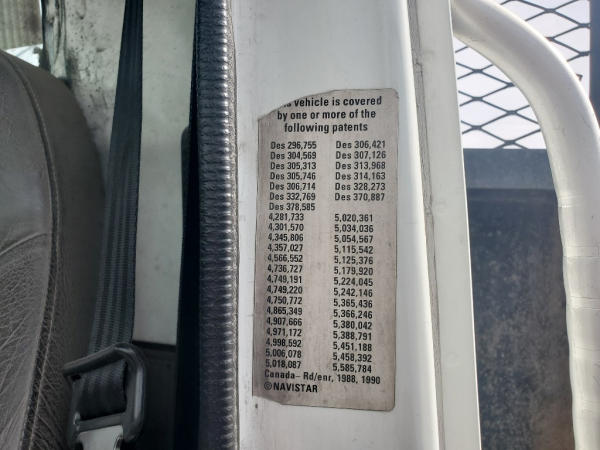 vehicle is covered
by one or more of the
following patents
Des 296,755 Des 306,421
Des 304,569 Des 307,126
Des 305,313 Des 313,968
Des 305,746 Des 314,163
Des 306,714 Des 328,273
Des 332,769 Des 370,887
Des 378,585
4,281,733 5,020,361
4,301,570 5,034,036
4,345,806 5,054,567
4,357,027 5,115,542
4,566,552 5,125,376
4,736,727 5,179,920
4,749,191 5,224,045
4,749,220 5,242,146
4,750,772 5,365,436
4,865,349 5,366,246
4,907,666 5,380,042
4,971,172 5,388,791
4,998,592 5,451,188
5,006,078 5,458,392
5,018,087 5,585,784
Canada– Rd/enr, 1988, 1990
©NAVISTAR